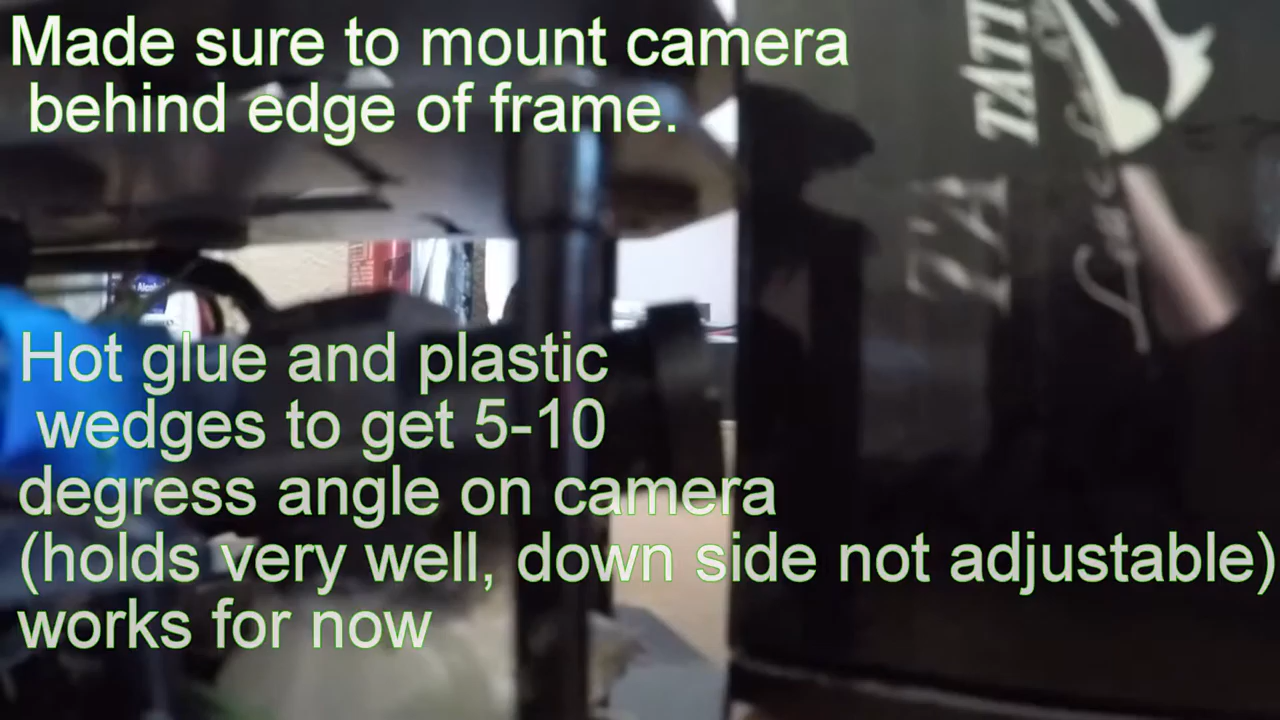 Made sure to mount camera
behind edge of frame.
Hot glue and plastic
wedges to get 5-10
degress angle on camera
(holds very well, down side not adjustable)
works for now